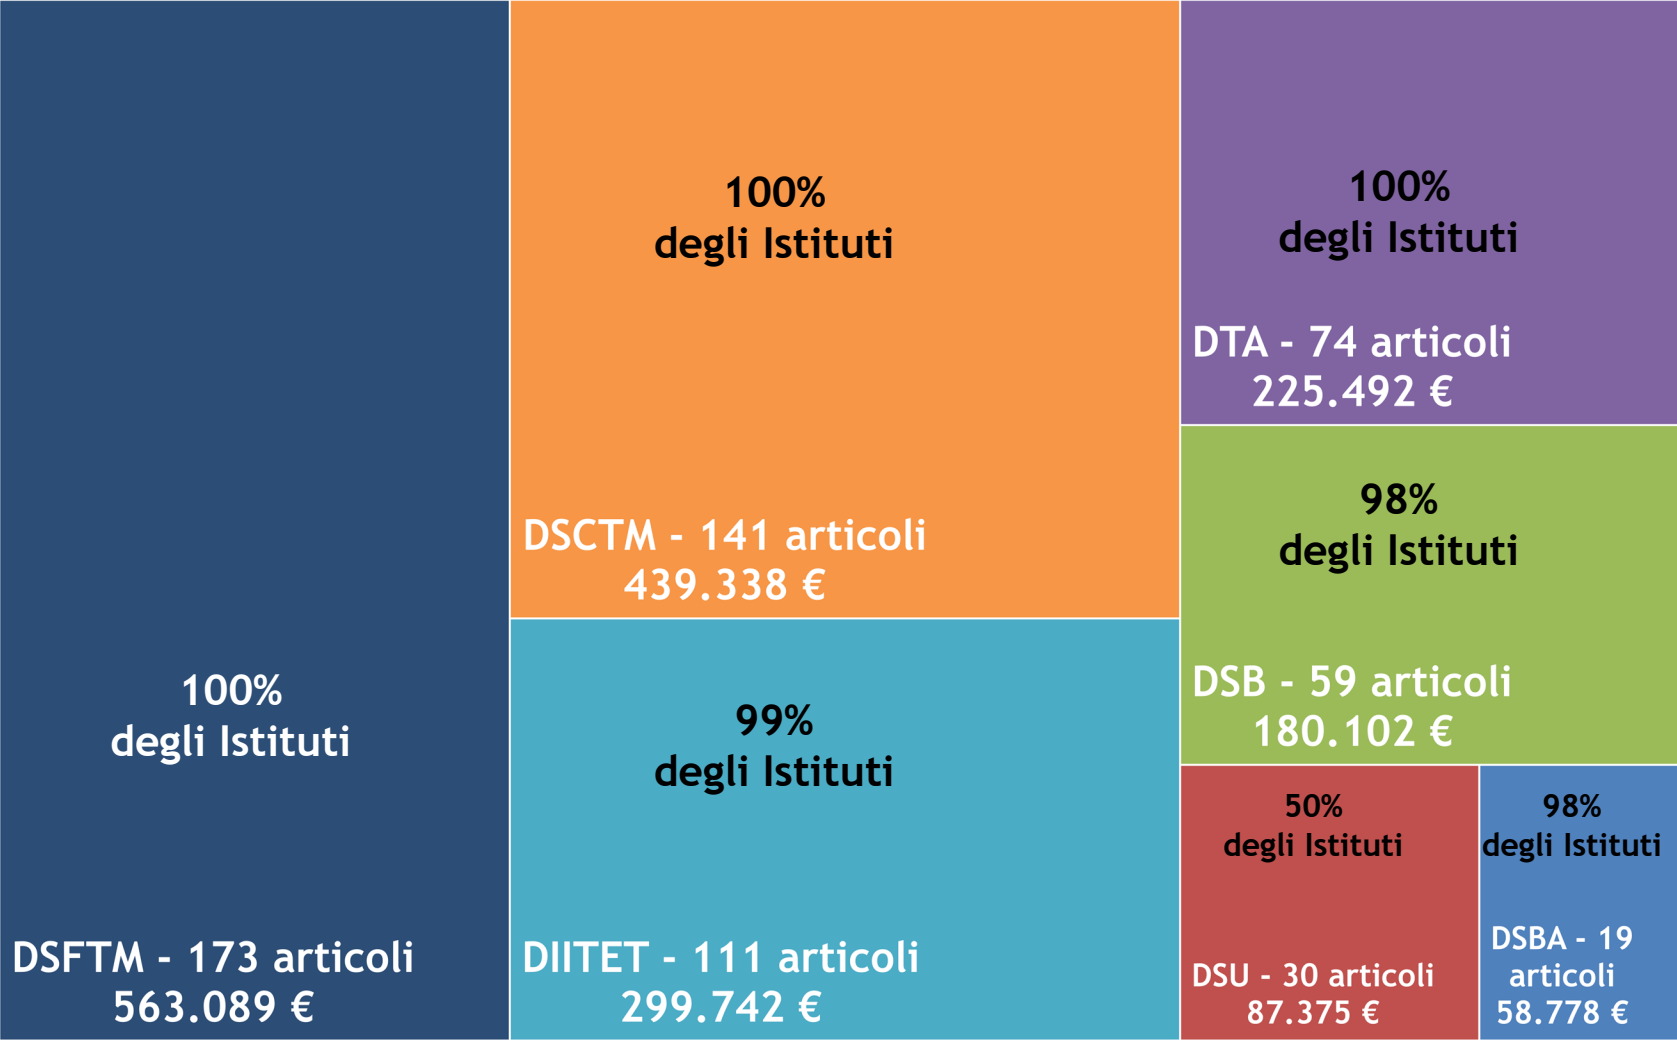 100%
degli Istituti
DSFTM - 173 articoli
563.089 €
100%
degli Istituti
DSCTM - 141 articoli
439.338 €
99%
degli Istituti
DIITET - 111 articoli
299.742 €
100%
degli Istituti
DTA - 74 articoli
225.492 €
98%
degli Istituti
DSB - 59 articoli
180.102 €
50%
degli Istituti
DSU - 30 articoli
87.375 €
98%
degli Istituti
DSBA - 19
articoli
58.778 €